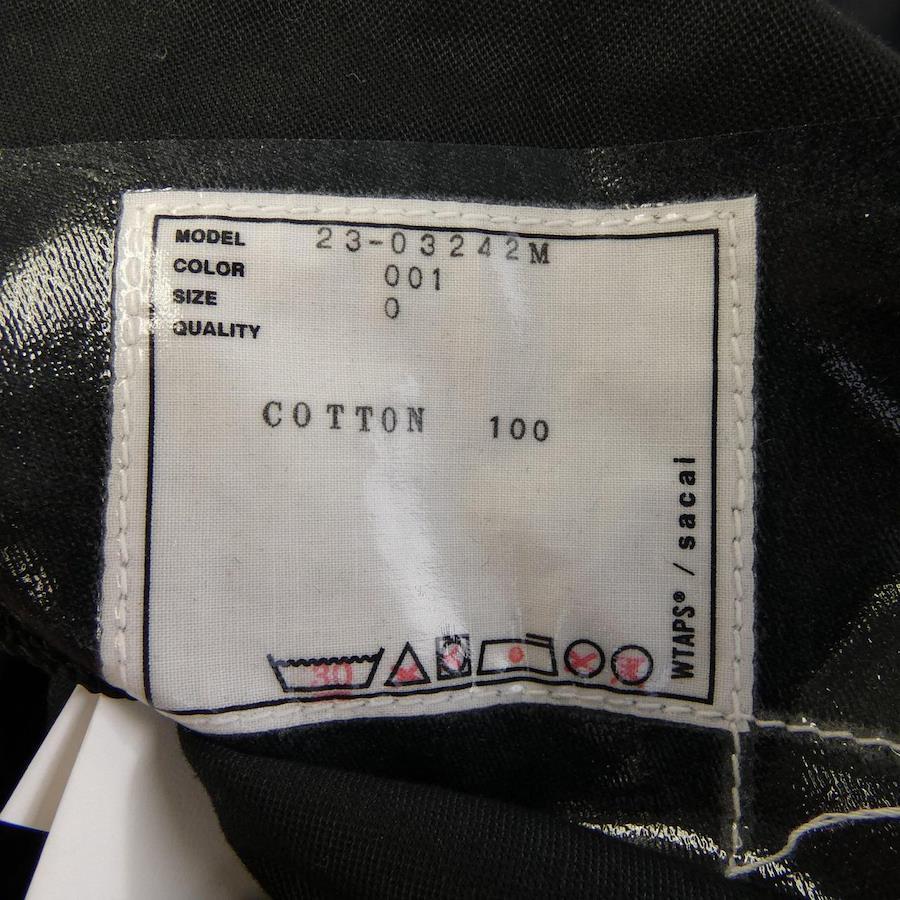 MODEL 23-03242M
COLOR 001
SIZE 0
QUALITY
COTTON 100
WTAPS® / sacai
30